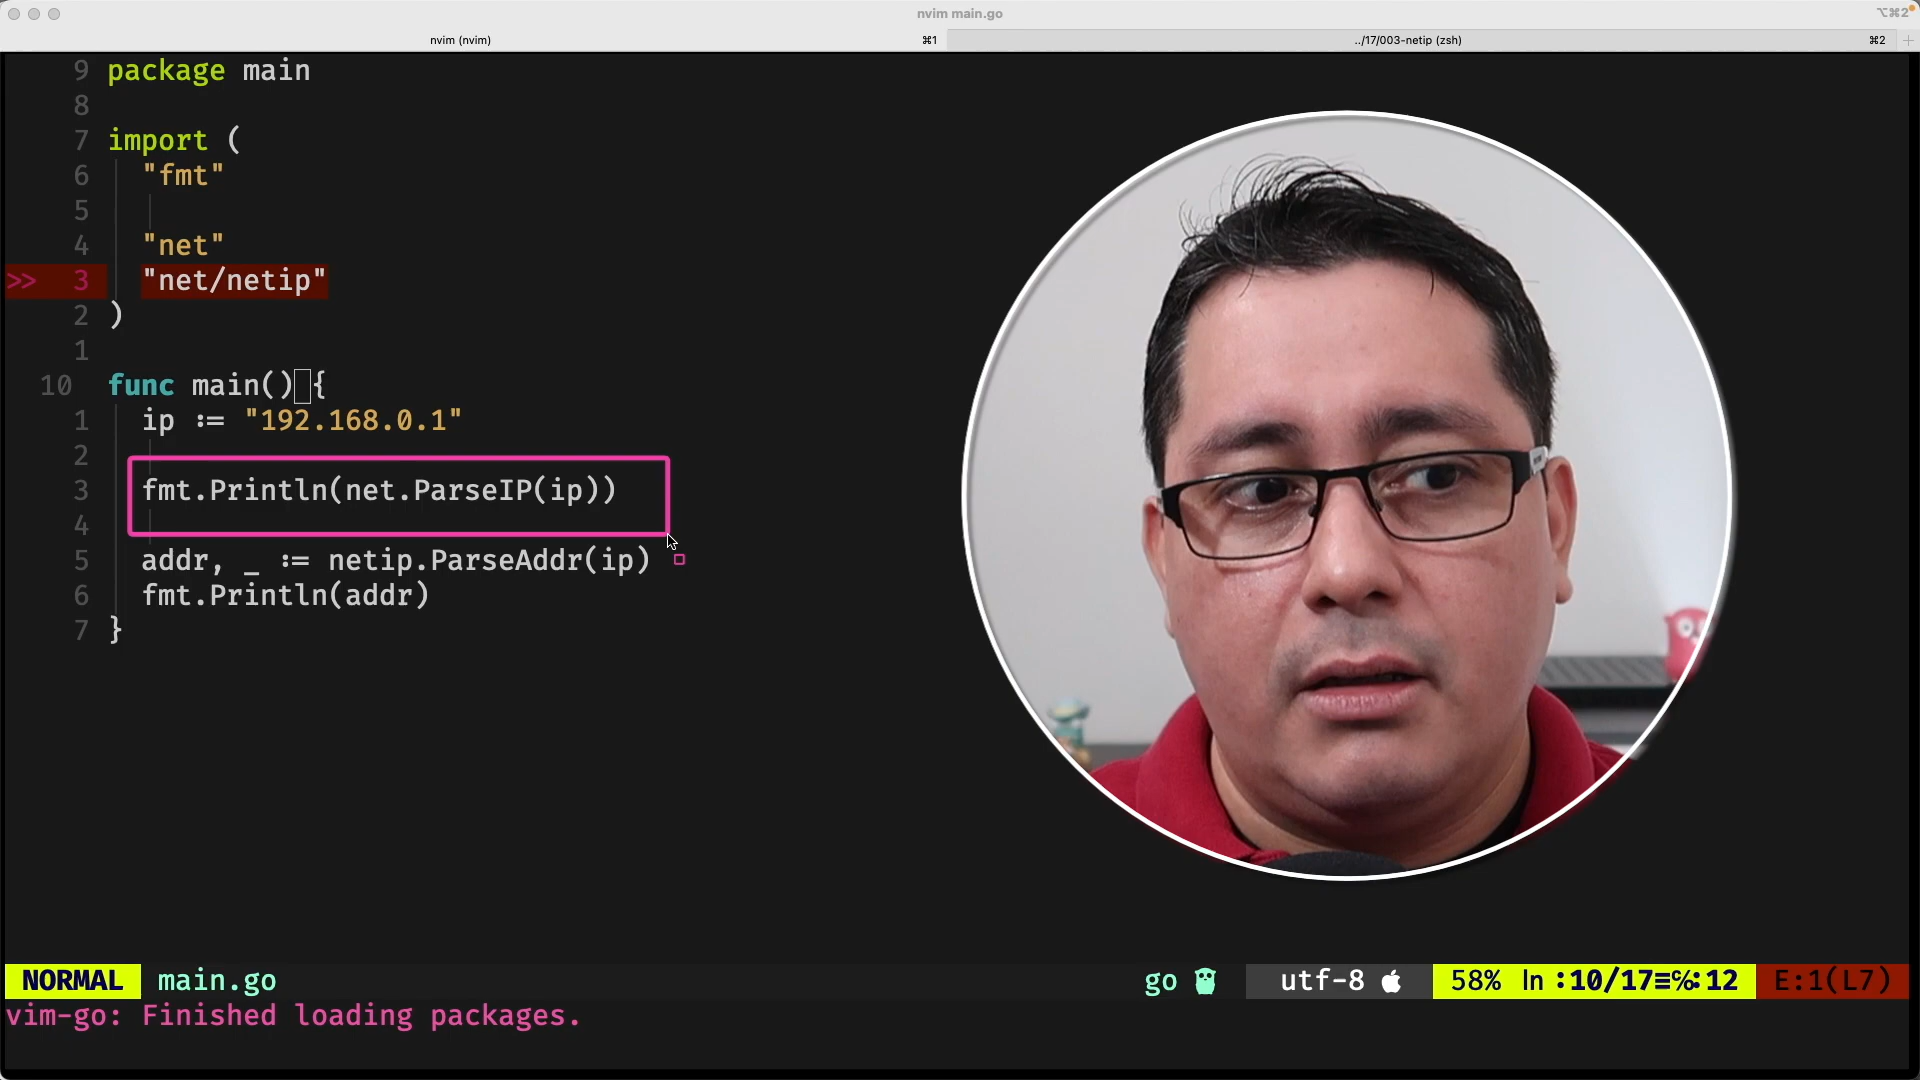 nvim main.go
⌥⌘2
nvim (nvim)
⌘1
../17/003-netip (zsh)
⌘2
9 package main
8
7 import (
6 "fmt"
5
4 "net"
>> 3 "net/netip"
2 )
1
10 func main() {
1 ip := "192.168.0.1"
2
3 fmt.Println(net.ParseIP(ip))
4
5 addr, _ := netip.ParseAddr(ip)
6 fmt.Println(addr)
7 }
NORMAL main.go
go
utf-8
58% ln :10/17≡℅:12
E:1(L7)
vim-go: Finished loading packages.